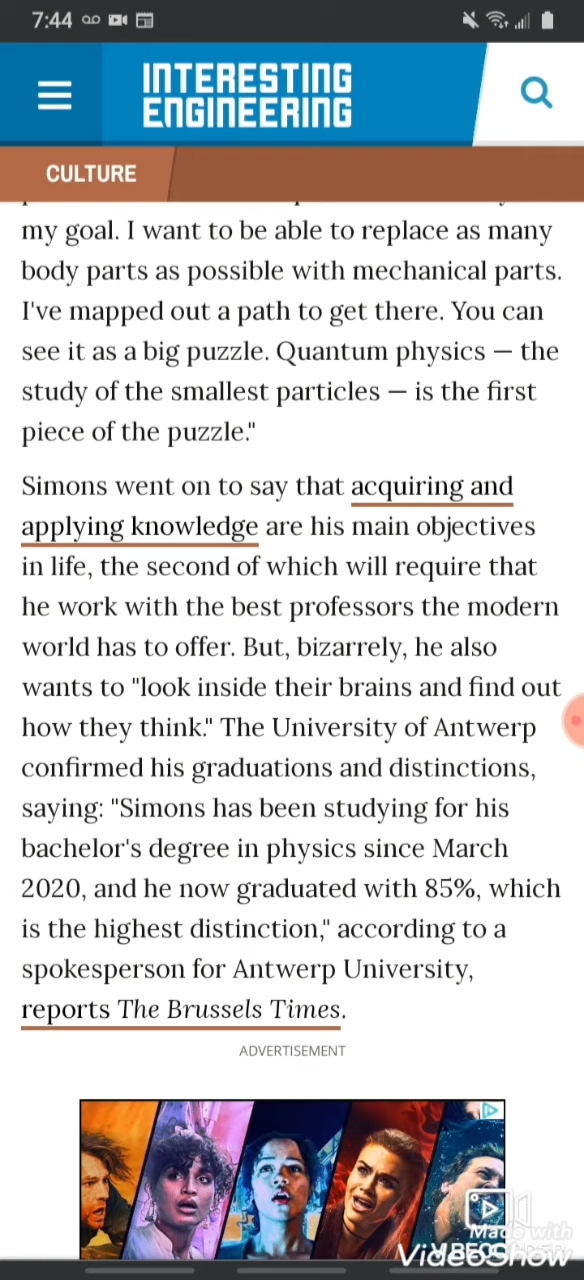 7:44
INTERESTING
ENGINEERING
CULTURE
my goal. I want to be able to replace as many
body parts as possible with mechanical parts.
I've mapped out a path to get there. You can
see it as a big puzzle. Quantum physics — the
study of the smallest particles — is the first
piece of the puzzle."
Simons went on to say that acquiring and
applying knowledge are his main objectives
in life, the second of which will require that
he work with the best professors the modern
world has to offer. But, bizarrely, he also
wants to "look inside their brains and find out
how they think." The University of Antwerp
confirmed his graduations and distinctions,
saying: "Simons has been studying for his
bachelor's degree in physics since March
2020, and he now graduated with 85%, which
is the highest distinction," according to a
spokesperson for Antwerp University,
reports The Brussels Times.
ADVERTISEMENT
Made with
VideoShow